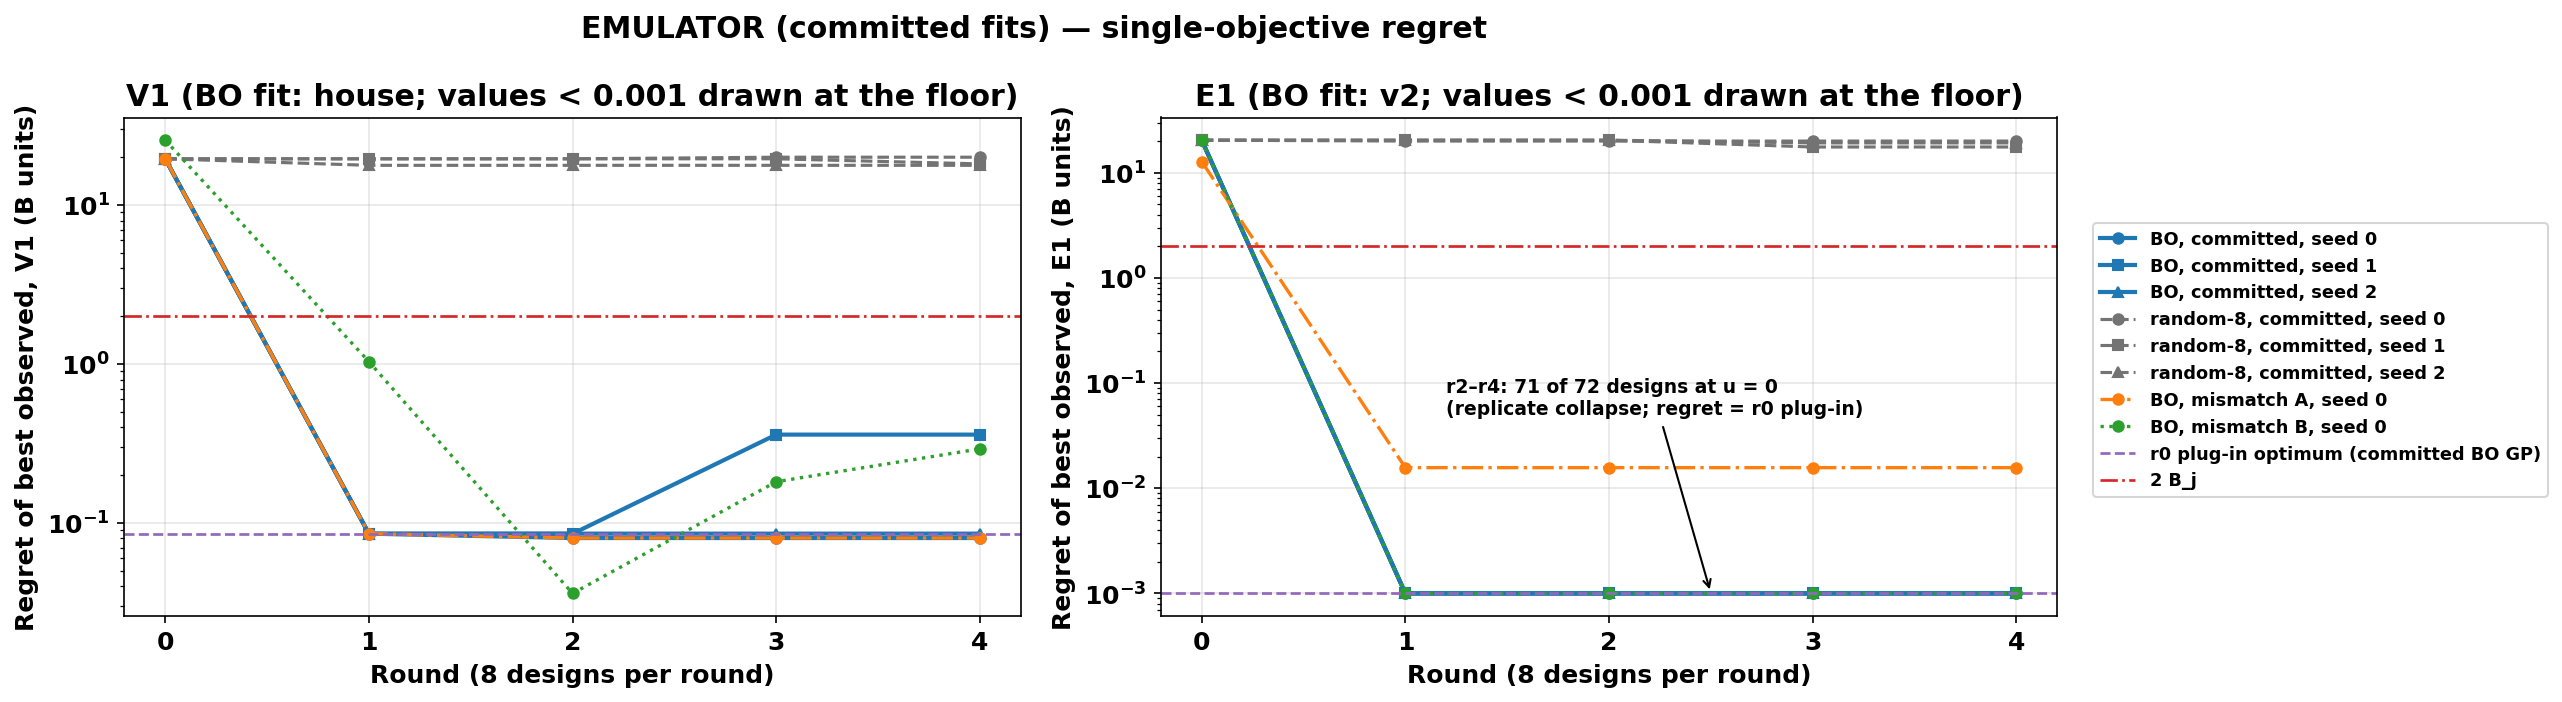 EMULATOR (committed fits) — single-objective regret
V1 (BO fit: house; values < 0.001 drawn at the floor)
Regret of best observed, V1 (B units)
10¹
10⁰
10⁻¹
0 1 2 3 4
Round (8 designs per round)
E1 (BO fit: v2; values < 0.001 drawn at the floor)
Regret of best observed, E1 (B units)
10¹
10⁰
10⁻¹
10⁻²
10⁻³
r2–r4: 71 of 72 designs at u = 0
(replicate collapse; regret = r0 plug-in)
0 1 2 3 4
Round (8 designs per round)
BO, committed, seed 0
BO, committed, seed 1
BO, committed, seed 2
random-8, committed, seed 0
random-8, committed, seed 1
random-8, committed, seed 2
BO, mismatch A, seed 0
BO, mismatch B, seed 0
r0 plug-in optimum (committed BO GP)
2 B_j